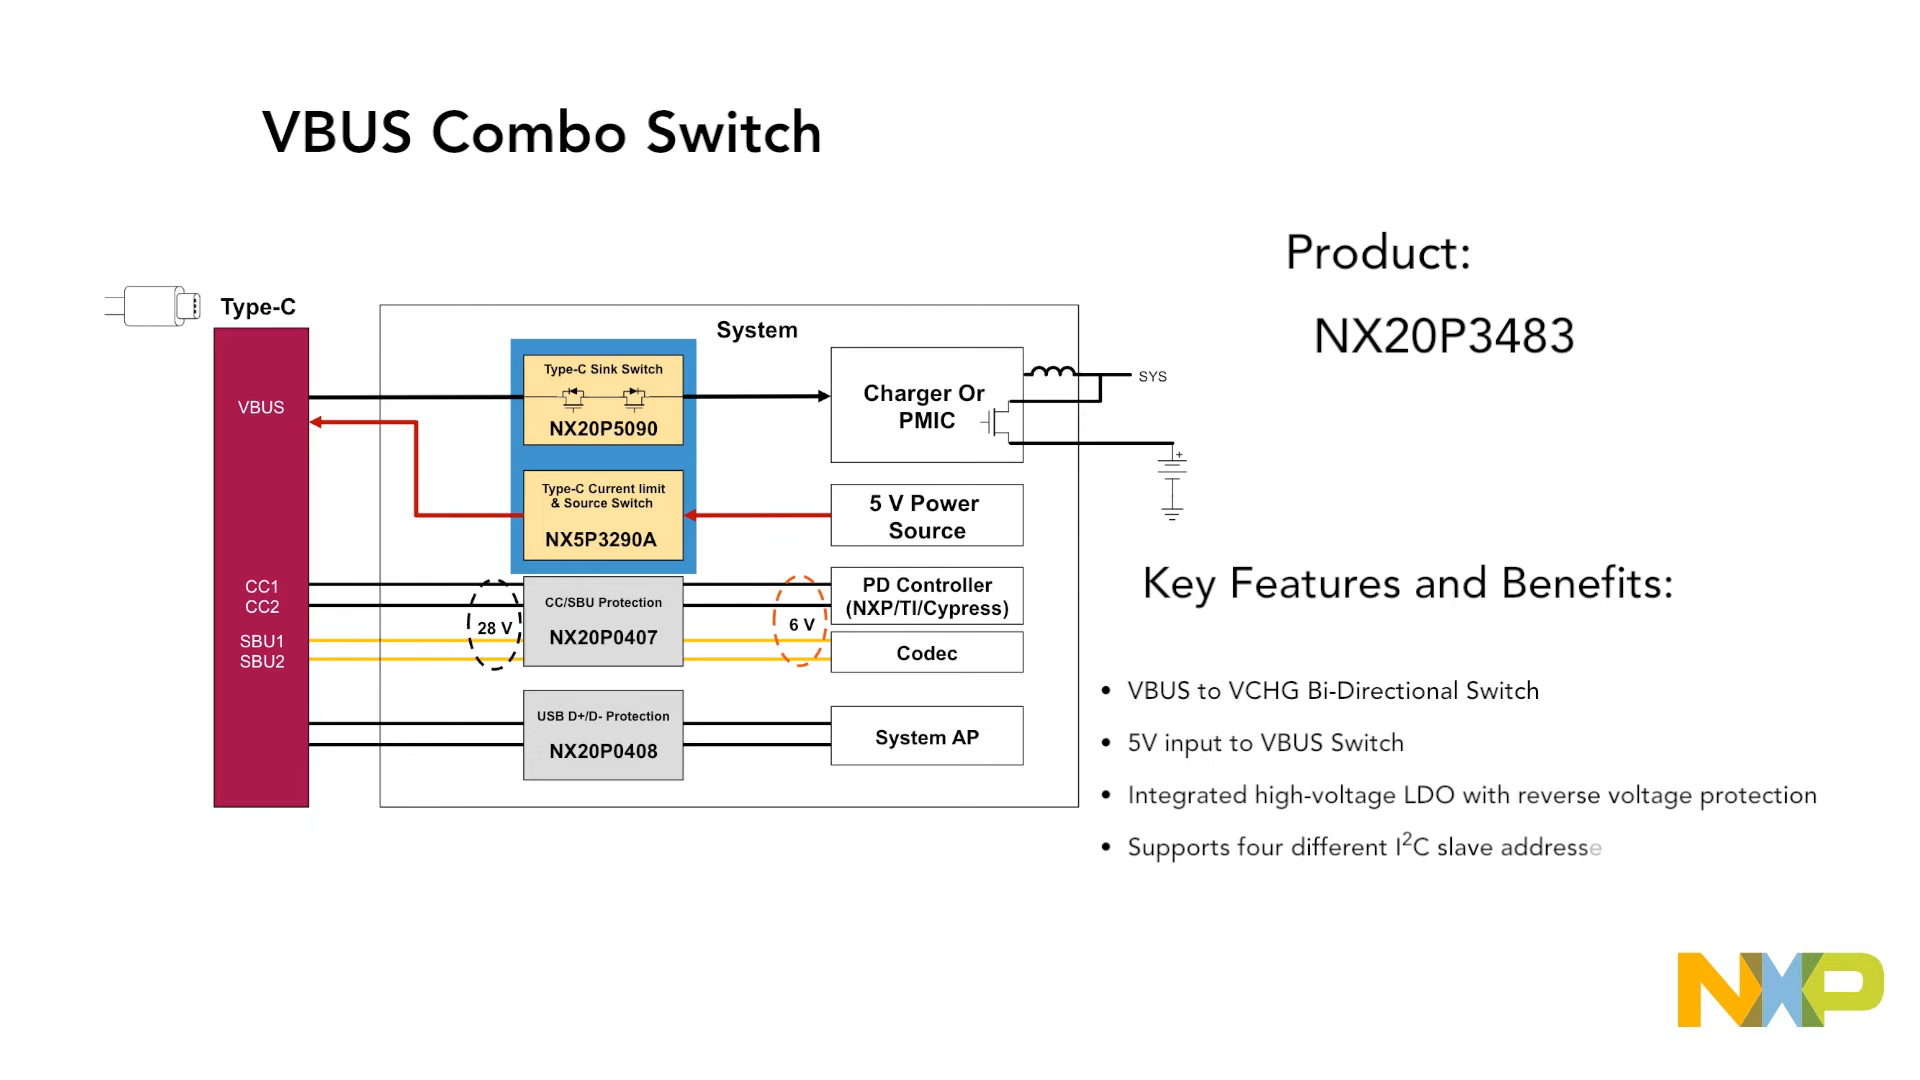 VBUS Combo Switch
Product:
NX20P3483
Type-C
System
VBUS
Type-C Sink Switch
NX20P5090
Charger Or
PMIC
SYS
+
Type-C Current limit
& Source Switch
NX5P3290A
5 V Power
Source
CC1
CC2
SBU1
SBU2
28 V
CC/SBU Protection
NX20P0407
6 V
PD Controller
(NXP/TI/Cypress)
Codec
USB D+/D- Protection
NX20P0408
System AP
Key Features and Benefits:
• VBUS to VCHG Bi-Directional Switch
• 5V input to VBUS Switch
• Integrated high-voltage LDO with reverse voltage protection
• Supports four different I²C slave addresse
NXP